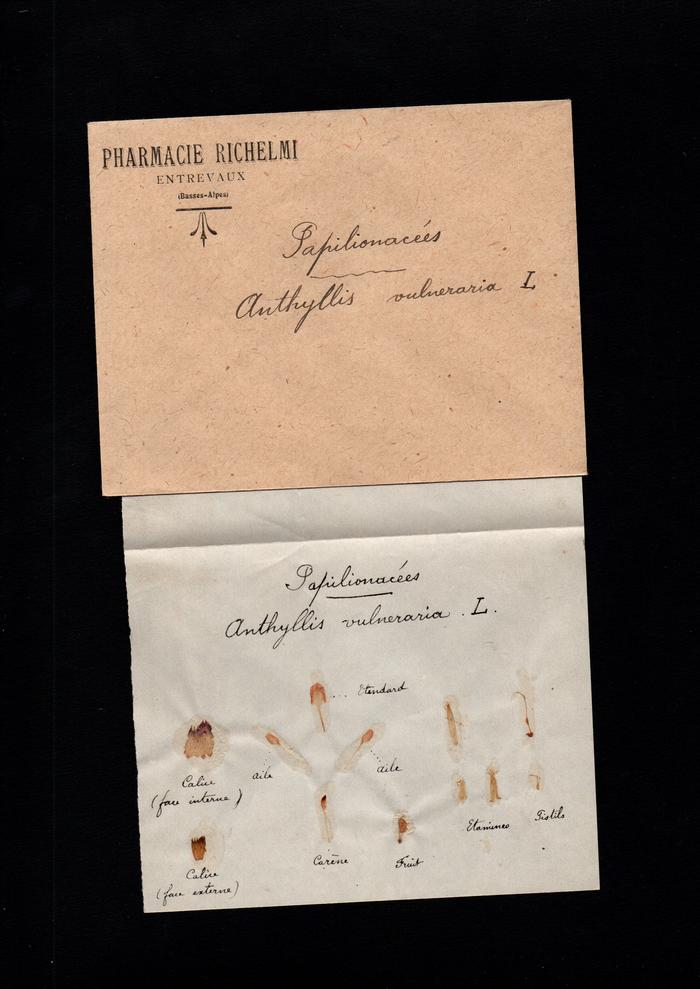 PHARMACIE RICHELMI
ENTREVAUX
(Basses-Alpes)
Papilionacées
Anthyllis vulneraria L
Papilionacées
Anthyllis vulneraria. L.
Etendard
aile
aile
Calice
(face interne)
Etamines
Pistils
Carène
Fruit
Calice
(face externe)